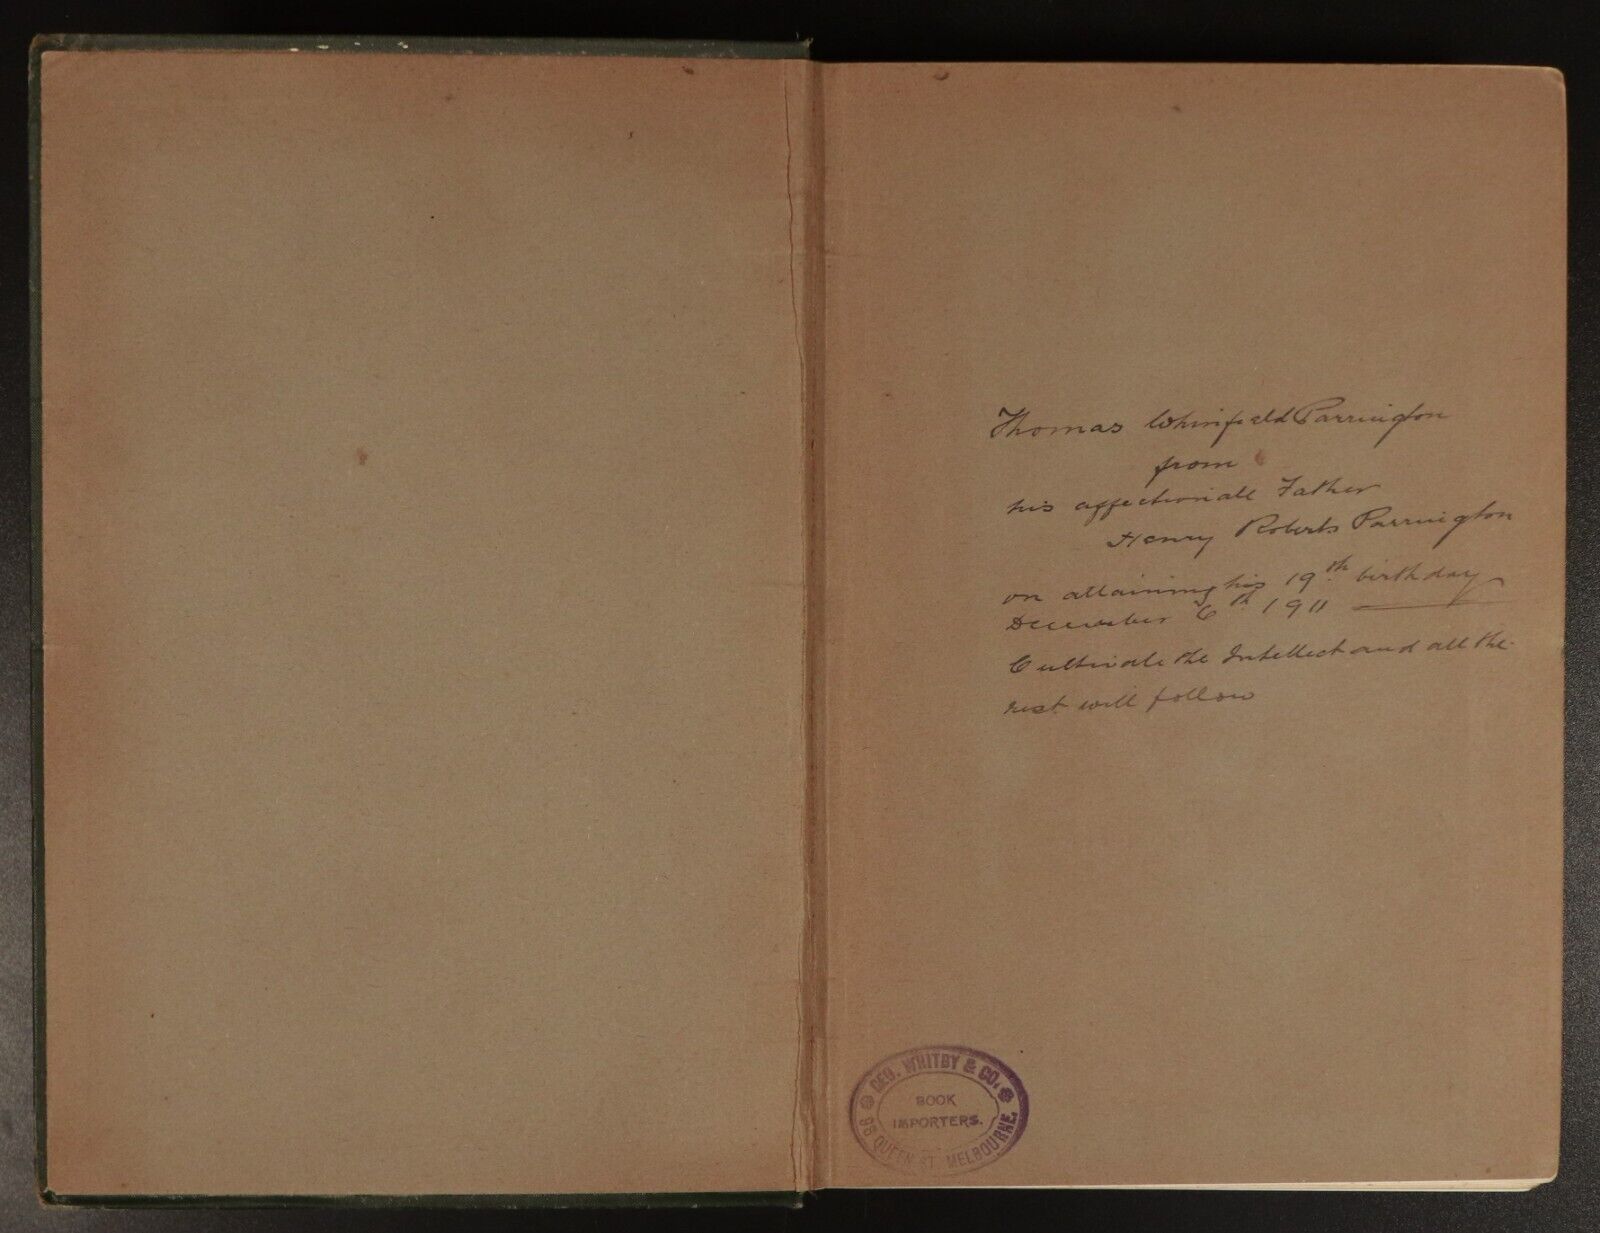 Thomas Whinfield Parrington
from
his affectionate Father
Henry Roberts Parrington
on attaining his 19th birthday
December 6th 1911
Cultivate the Intellect and all the
rest will follow
GEO. WHITBY & CO.
BOOK
IMPORTERS.
QUEEN ST. MELBOURNE.